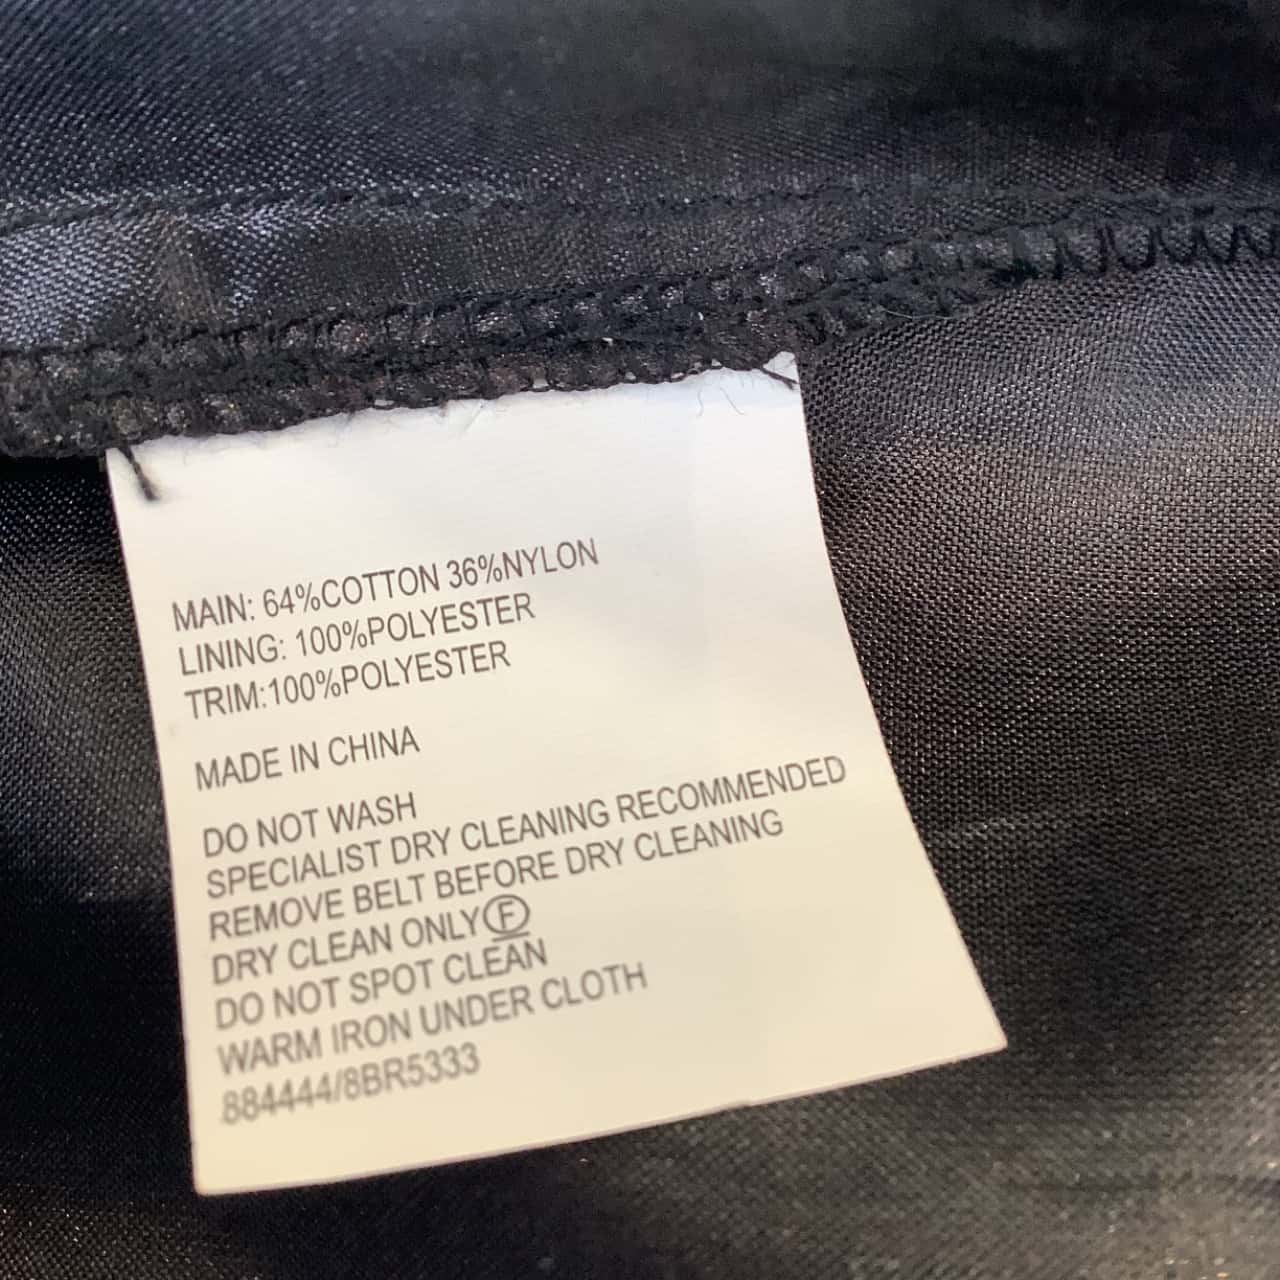 MAIN: 64%COTTON 36%NYLON
LINING: 100%POLYESTER
TRIM:100%POLYESTER
MADE IN CHINA
DO NOT WASH
SPECIALIST DRY CLEANING RECOMMENDED
REMOVE BELT BEFORE DRY CLEANING
DRY CLEAN ONLY Ⓕ
DO NOT SPOT CLEAN
WARM IRON UNDER CLOTH
884444/8BR5333